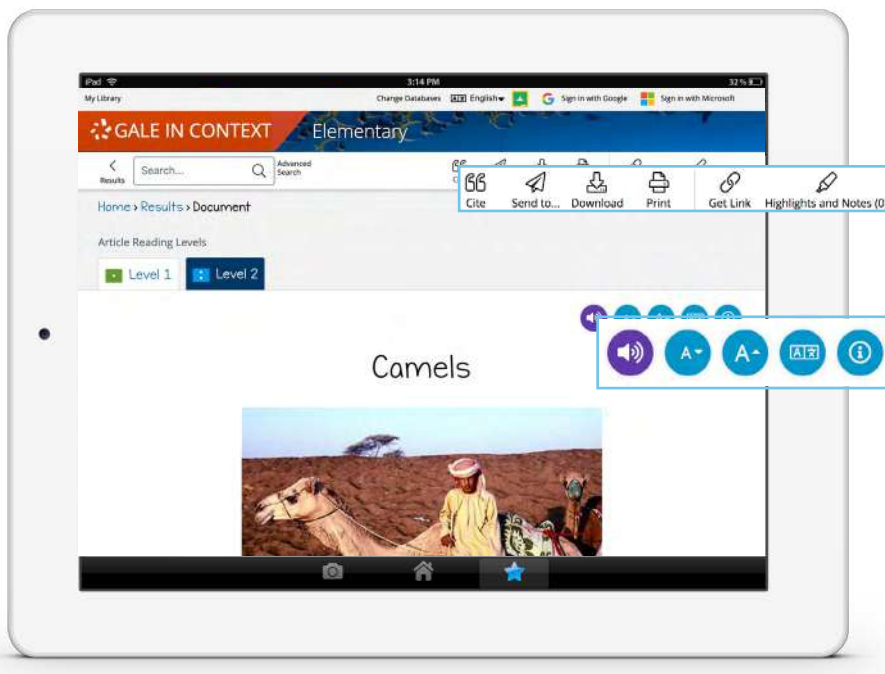 iPad 3:14 PM 32 %
My Library Change Databases English Sign in with Google Sign in with Microsoft
GALE IN CONTEXT Elementary
Results Search... Advanced Search
Cite Send to... Download Print Get Link Highlights and Notes (0)
Home › Results › Document
Article Reading Levels
Level 1 Level 2
A A A
Camels